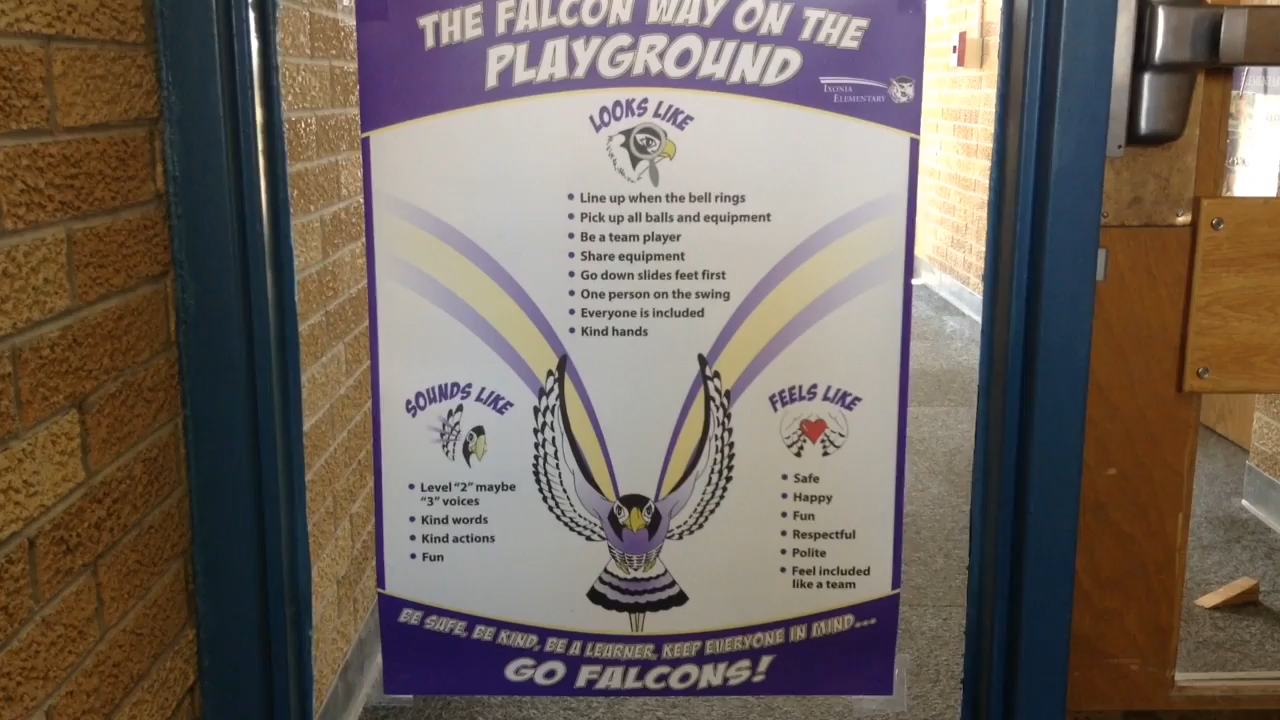 THE FALCON WAY ON THE
PLAYGROUND
IXONIA
ELEMENTARY
LOOKS LIKE
• Line up when the bell rings
• Pick up all balls and equipment
• Be a team player
• Share equipment
• Go down slides feet first
• One person on the swing
• Everyone is included
• Kind hands
SOUNDS LIKE
• Level "2" maybe
"3" voices
• Kind words
• Kind actions
• Fun
FEELS LIKE
• Safe
• Happy
• Fun
• Respectful
• Polite
• Feel included
like a team
BE SAFE, BE KIND, BE A LEARNER, KEEP EVERYONE IN MIND...
GO FALCONS!